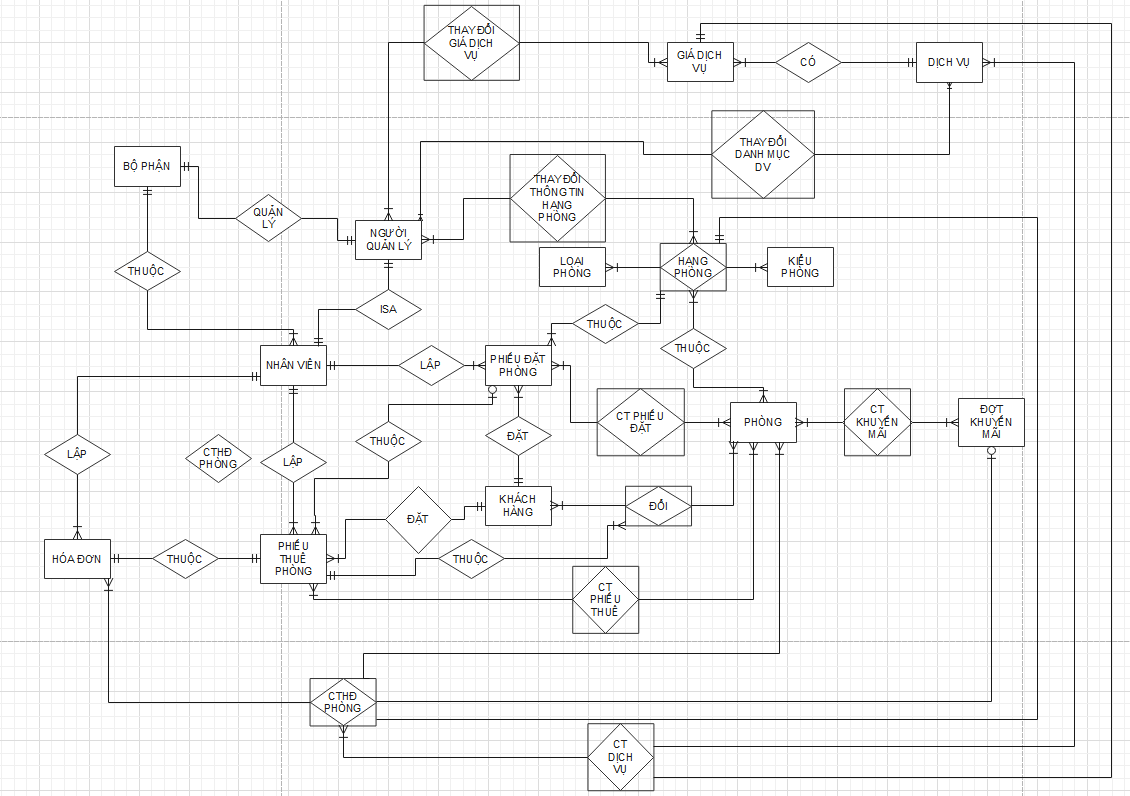 THAY ĐỔI
GIÁ DỊCH
VỤ
GIÁ DỊCH
VỤ
CÓ
DỊCH VỤ
THAY ĐỔI
DANH MỤC
DV
BỘ PHẬN
THAY ĐỔI
THÔNG TIN
HẠNG
PHÒNG
QUẢN
LÝ
NGƯỜI
QUẢN LÝ
LOẠI
PHÒNG
HẠNG
PHÒNG
KIỂU
PHÒNG
THUỘC
ISA
THUỘC
THUỘC
NHÂN VIÊN
LẬP
PHIẾU ĐẶT
PHÒNG
CT PHIẾU
ĐẶT
PHÒNG
CT
KHUYẾN
MÃI
ĐỢT
KHUYẾN
MÃI
LẬP
CTHĐ
PHÒNG
LẬP
THUỘC
ĐẶT
KHÁCH
HÀNG
ĐỔI
ĐẶT
HÓA ĐƠN
THUỘC
PHIẾU
THUÊ
PHÒNG
THUỘC
CT
PHIẾU
THUÊ
CTHĐ
PHÒNG
CT
DỊCH
VỤ